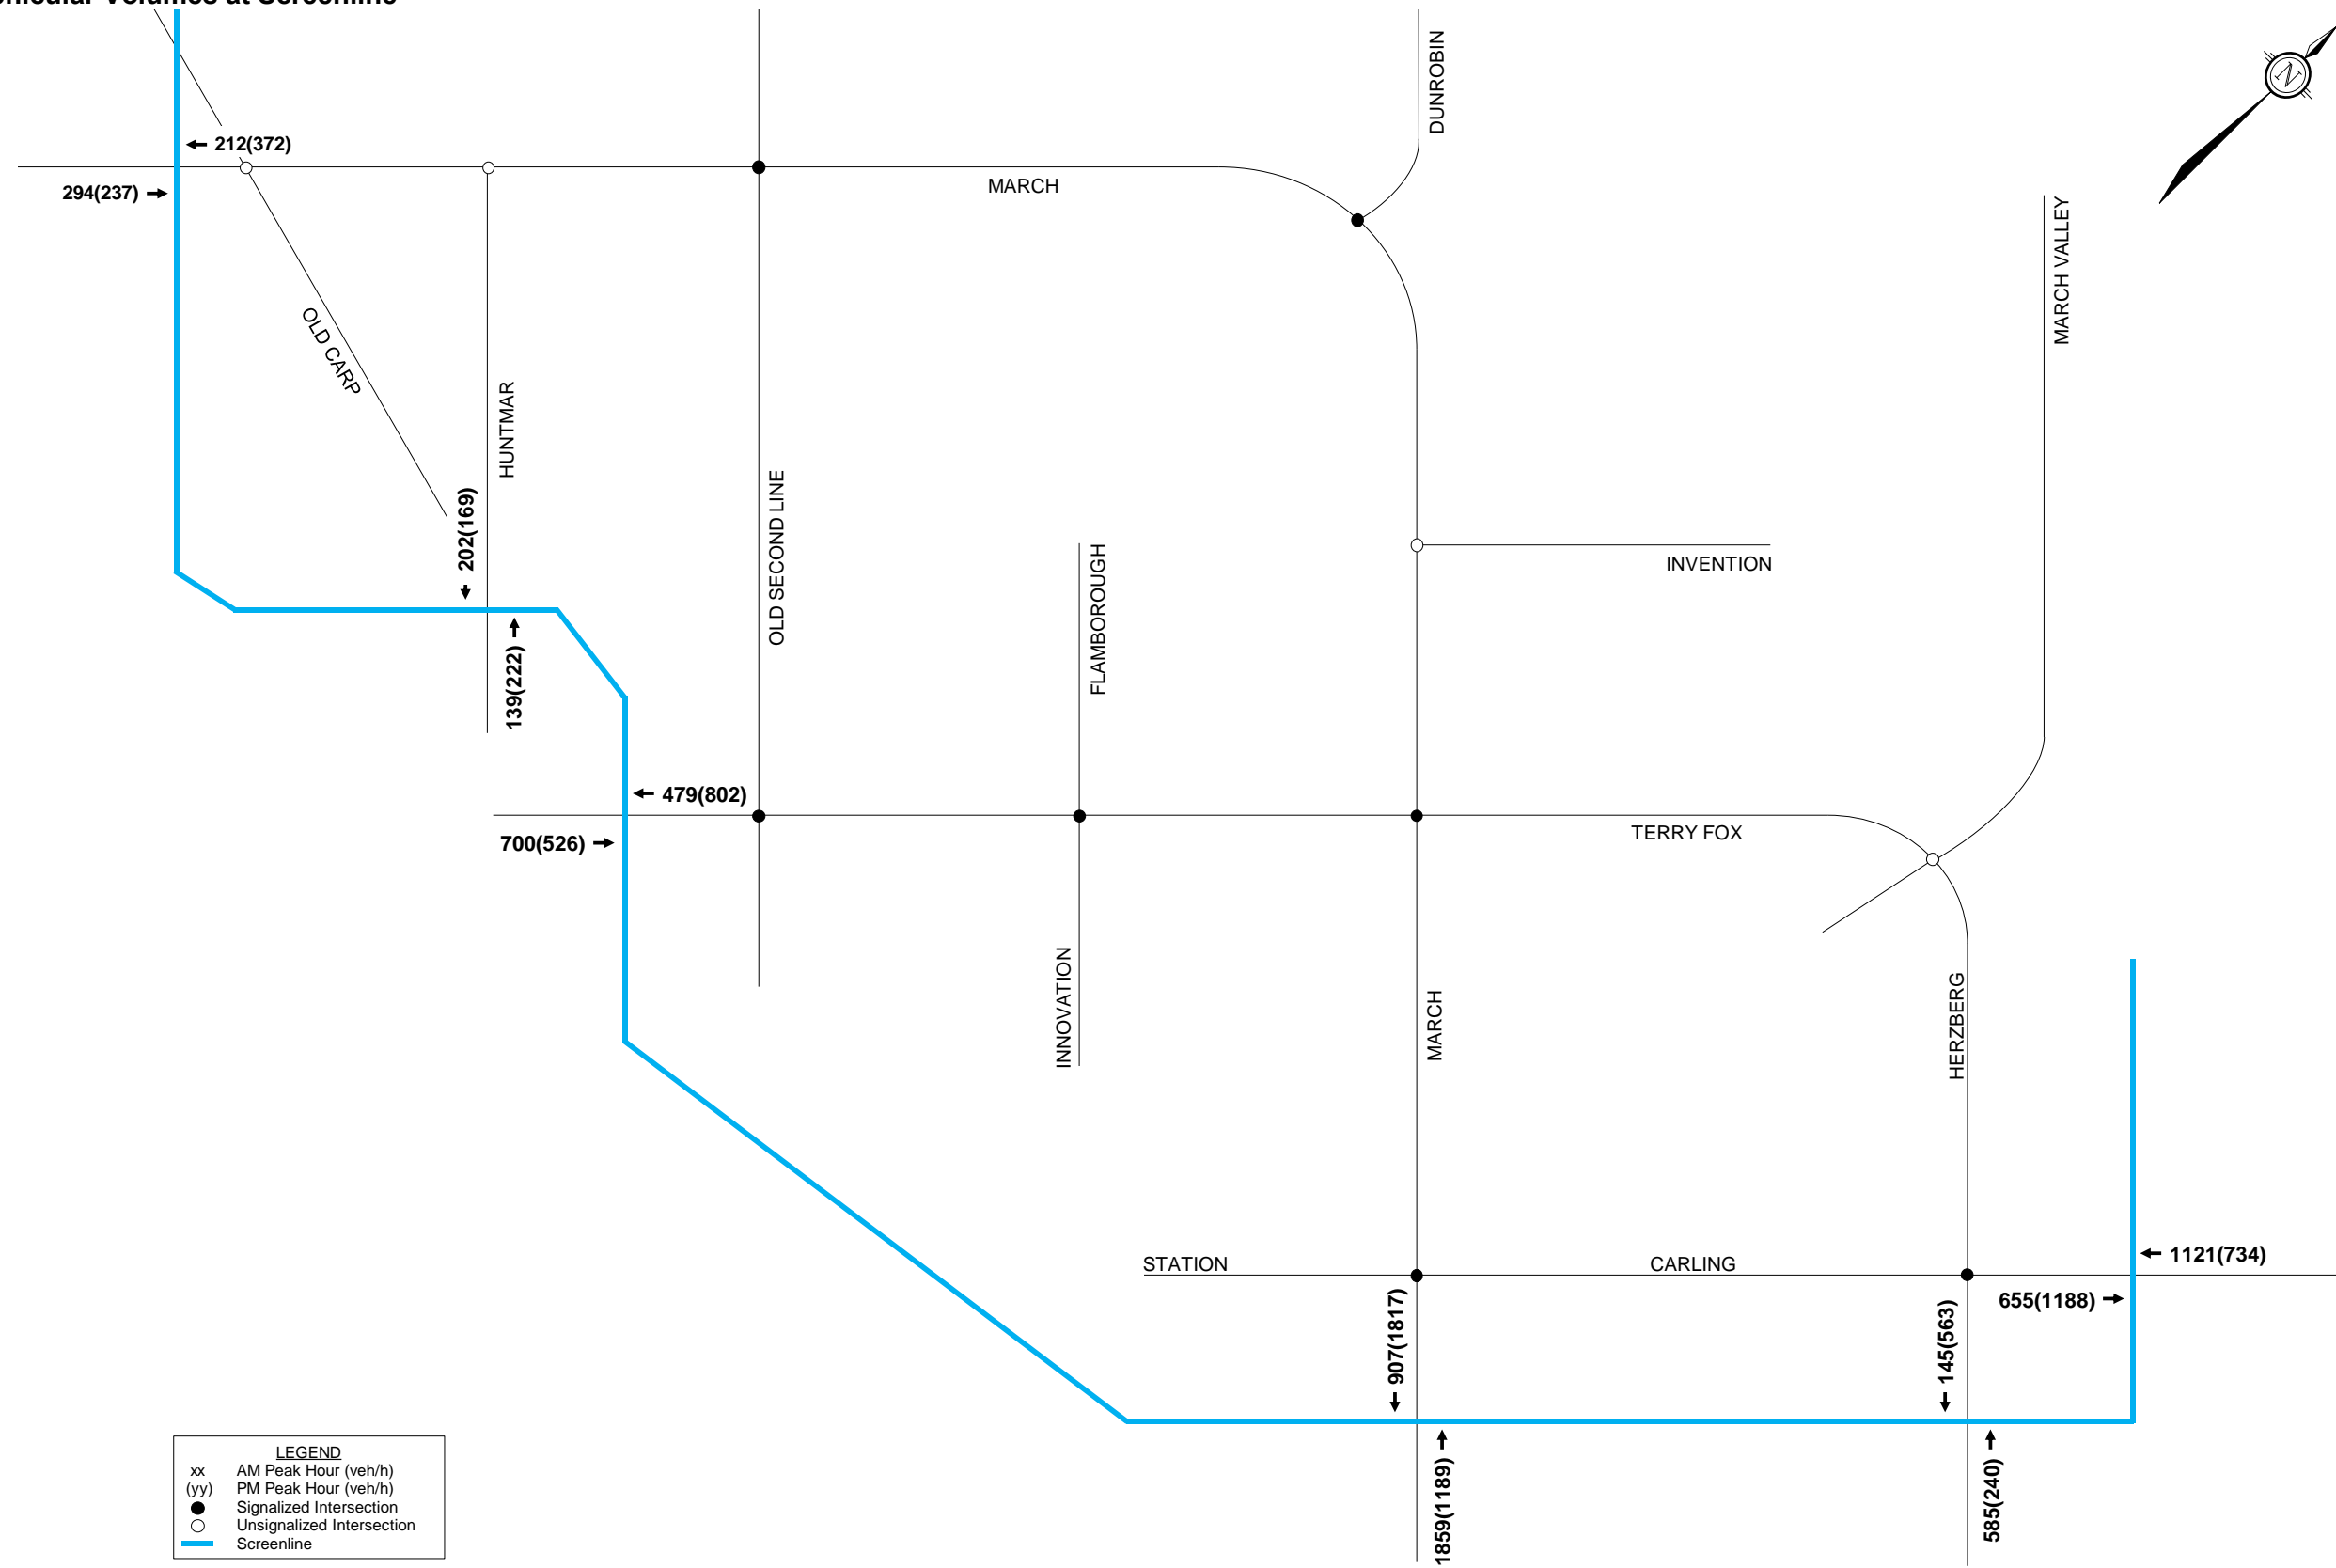 Volumes at Screenline
DUNROBIN
212(372)
MARCH
294(237)
MARCH VALLEY
OLD CARP
HUNTMAR
202(169)
OLD SECOND LINE
FLAMBOROUGH
INVENTION
139(222)
479(802)
TERRY FOX
700(526)
INNOVATION
MARCH
HERZBERG
STATION
CARLING
1121(734)
655(1188)
907(1817)
145(563)
1859(1189)
585(240)
LEGEND
xx AM Peak Hour (veh/h)
(yy) PM Peak Hour (veh/h)
Signalized Intersection
Unsignalized Intersection
Screenline
N